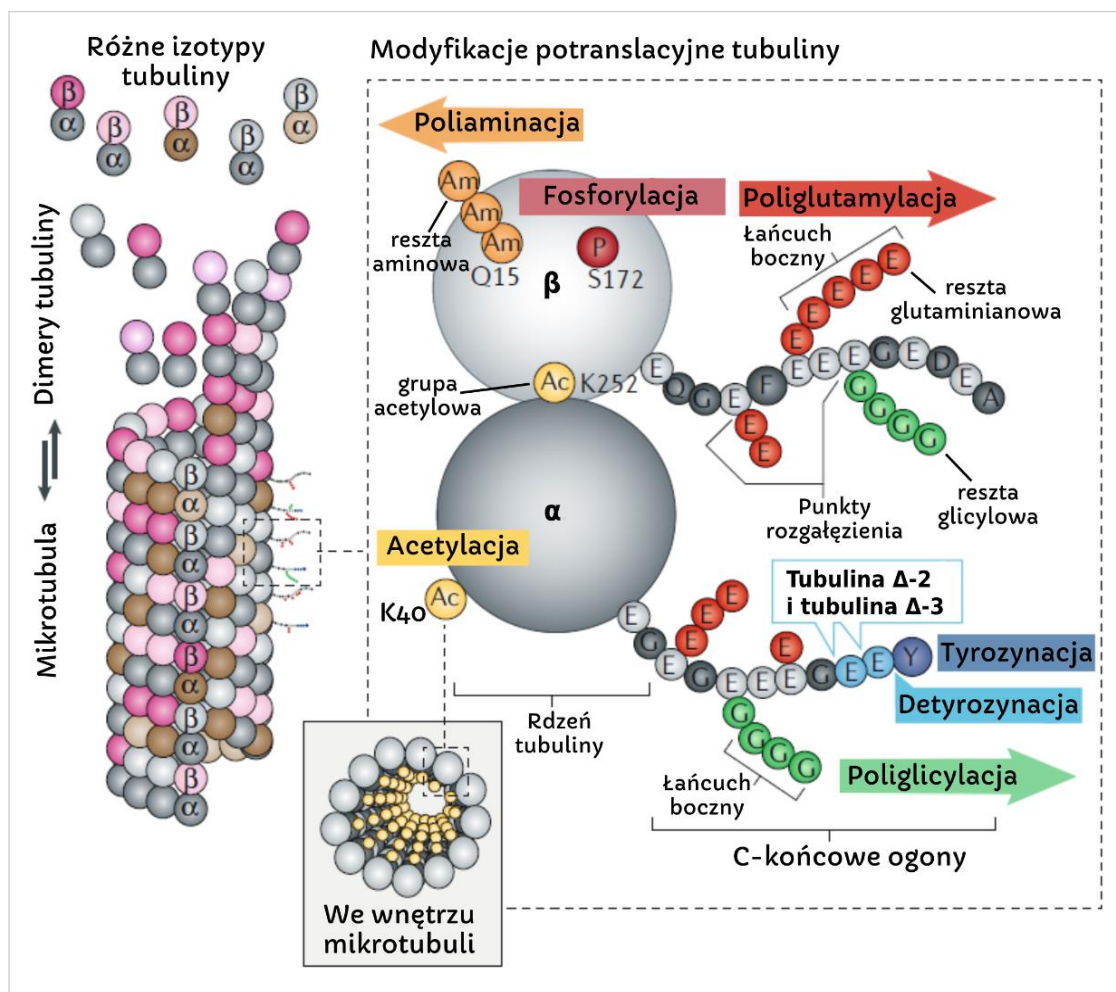 Różne izotypy
tubuliny
β
α
β
α
β
α
β
α
β
α
Dimery tubuliny
Mikrotubula
β
α
β
α
β
α
β
α
β
α
β
α
Modyfikacje potranslacyjne tubuliny
Poliaminacja
Am
Am
Am
reszta
aminowa
Q15
Fosforylacja
P
S172
β
Poliglutamylacja
Łańcuch
boczny
E
E
E
E
E
reszta
glutaminianowa
grupa
acetylowa
Ac
K252
E
Q
G
E
F
E
E
E
G
E
D
E
A
E
E
G
G
G
G
Punkty
rozgałęzienia
reszta
glicylowa
α
Acetylacja
K40
Ac
Tubulina Δ-2
i tubulina Δ-3
E
G
E
G
E
E
E
G
E
E
Y
E
E
E
E
Tyrozynacja
Detyrozynacja
G
G
G
G
Łańcuch
boczny
Poliglicylacja
Rdzeń
tubuliny
C-końcowe ogony
We wnętrzu
mikrotubuli